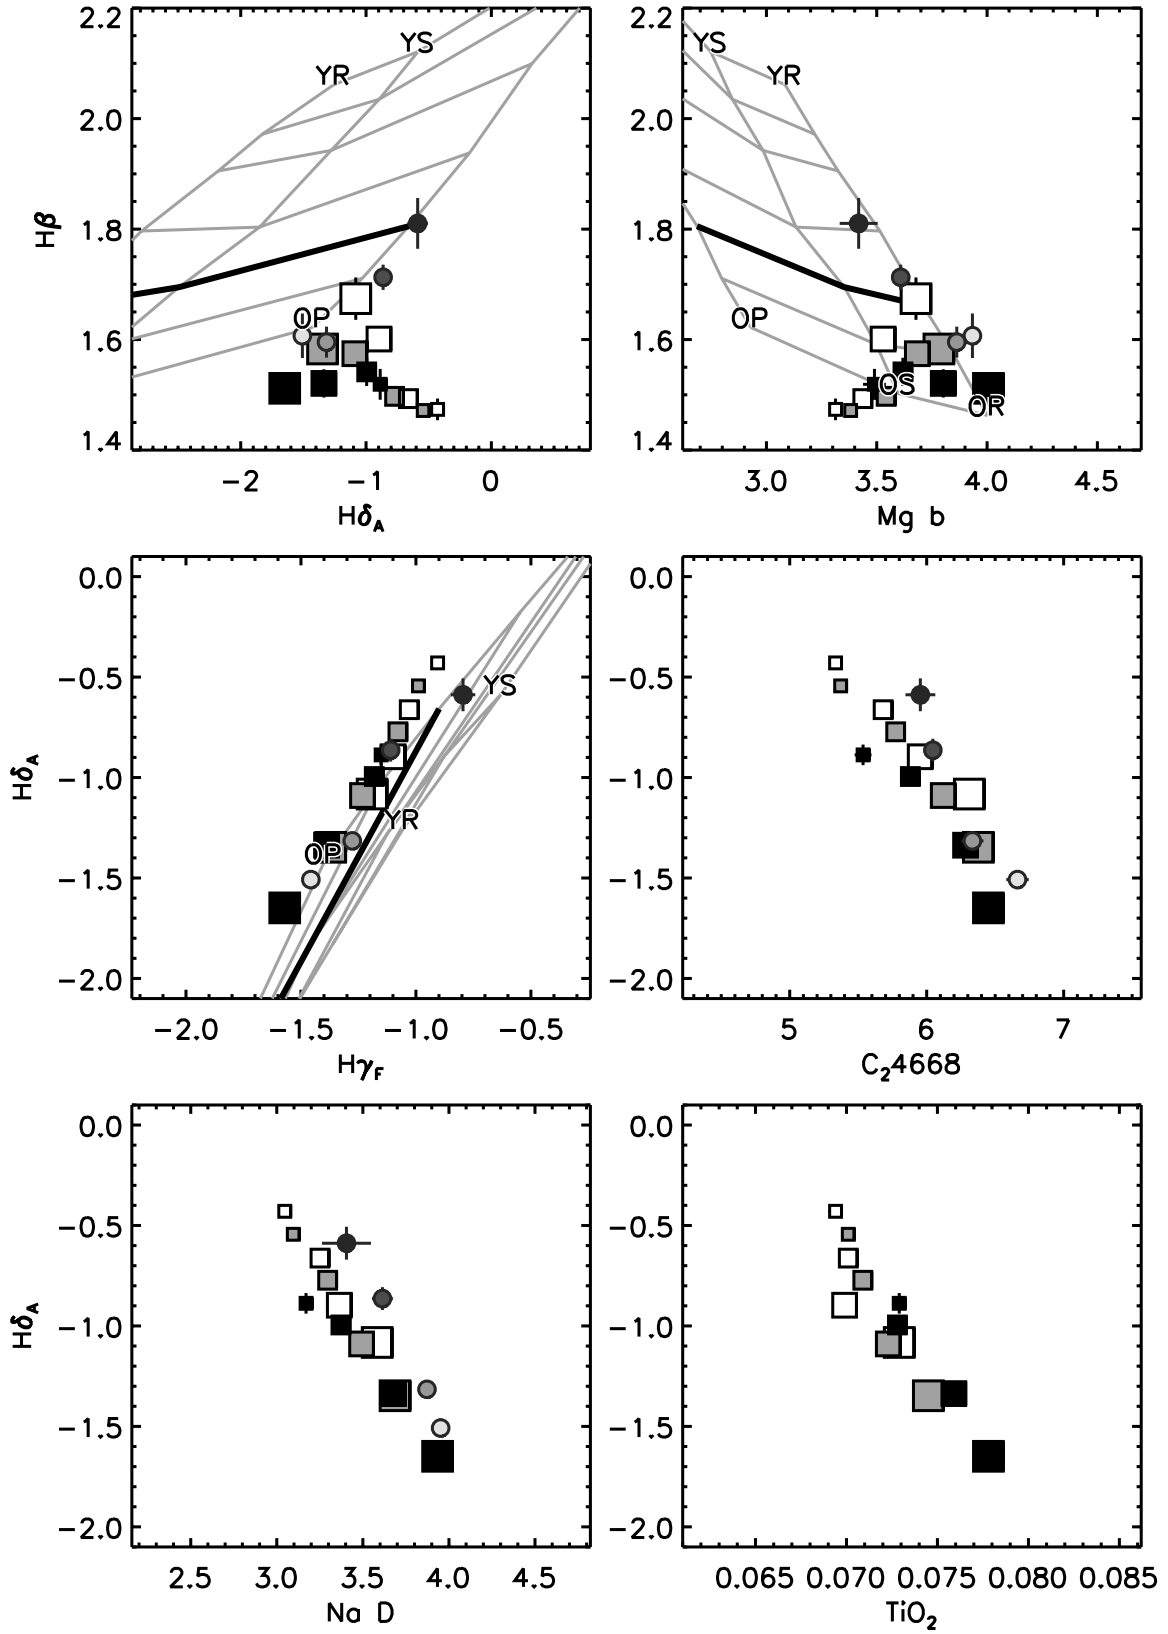 2.2
YS
YR
2.0
Hβ
1.8
OP
1.6
1.4
−2 −1 0
HδA
2.2
YS
YR
2.0
1.8
OP
1.6
OS
OR
1.4
3.0 3.5 4.0 4.5
Mg b
0.0
−0.5
YS
HδA
−1.0
YR
OP
−1.5
−2.0
−2.0 −1.5 −1.0 −0.5
HγF
0.0
−0.5
−1.0
−1.5
−2.0
5 6 7
C₂4668
0.0
−0.5
HδA
−1.0
−1.5
−2.0
2.5 3.0 3.5 4.0 4.5
Na D
0.0
−0.5
−1.0
−1.5
−2.0
0.065 0.070 0.075 0.080 0.085
TiO₂